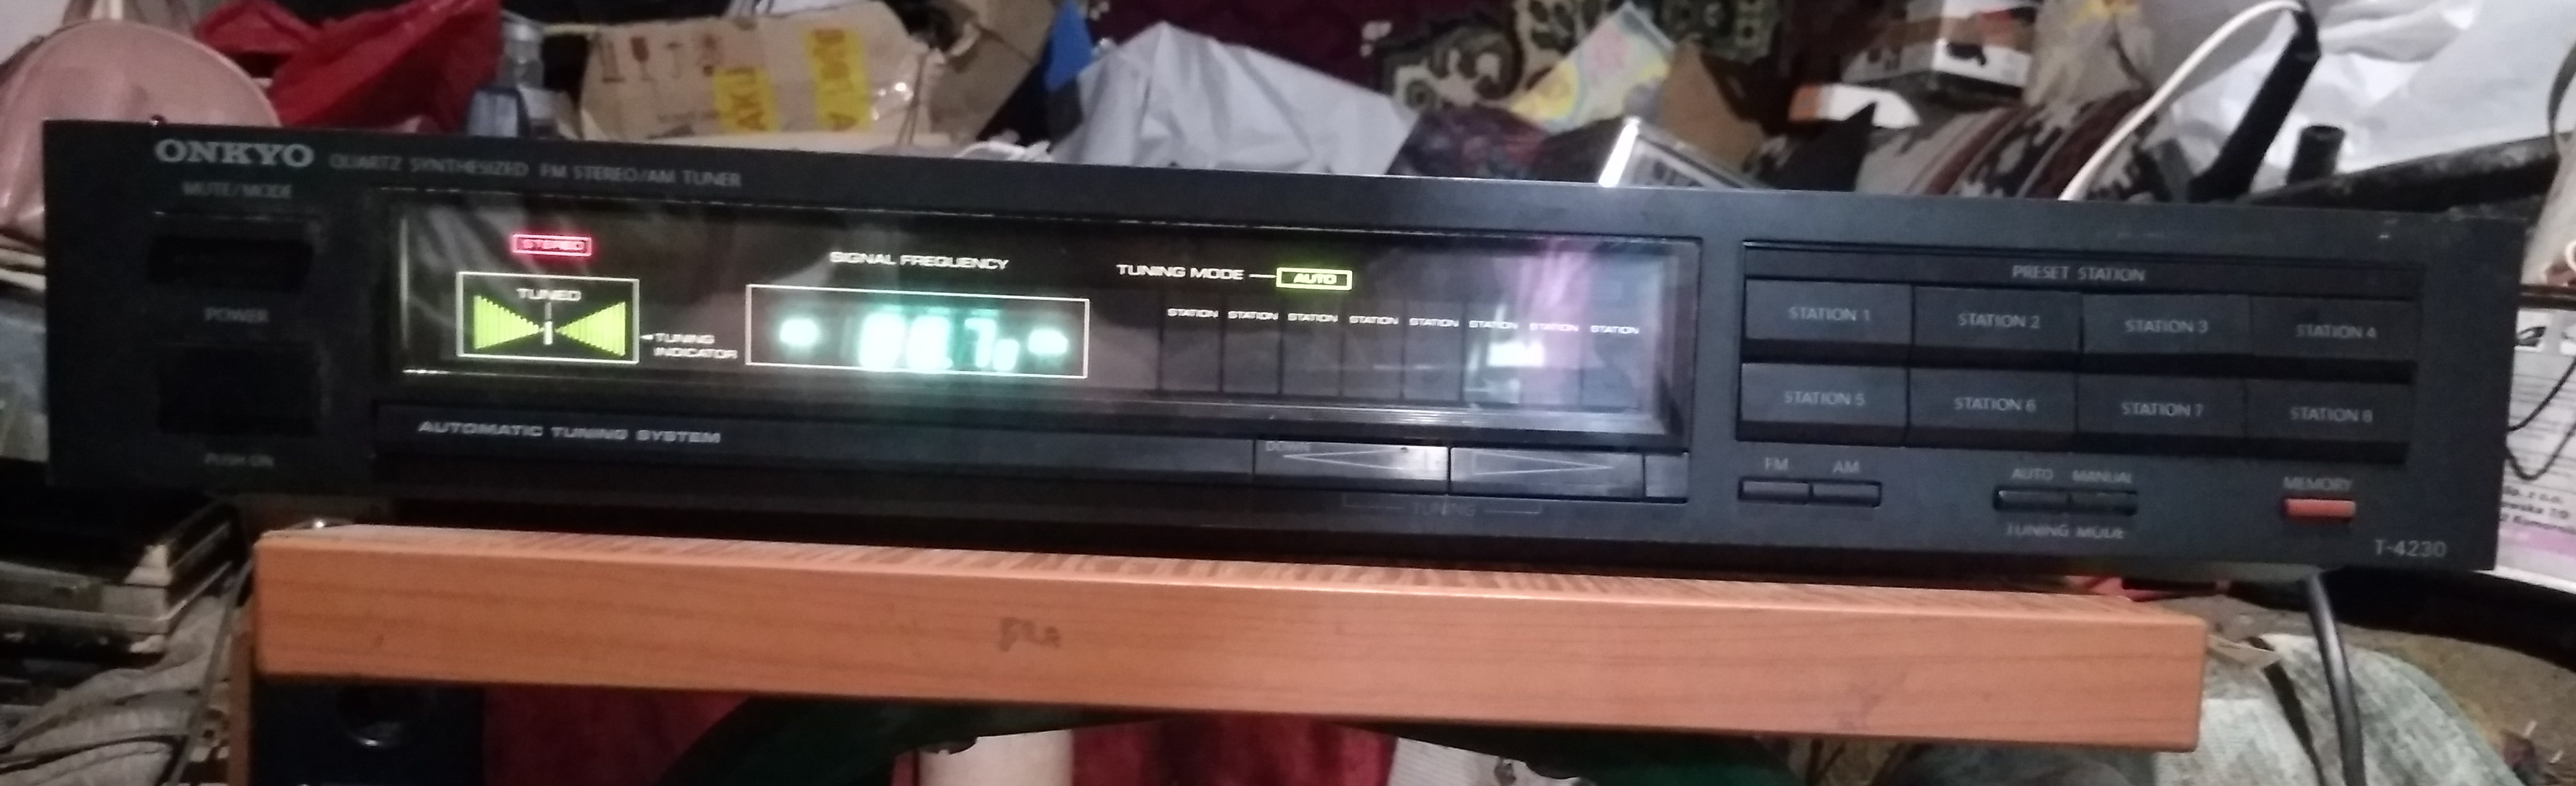 ONKYO QUARTZ SYNTHESIZED FM STEREO/AM TUNER
MUTE/MODE
POWER
PUSH ON
STEREO
TUNED
TUNING
INDICATOR
SIGNAL FREQUENCY
TUNING MODE AUTO
STATION STATION STATION STATION STATION STATION STATION STATION
AUTOMATIC TUNING SYSTEM
DOWN
TUNING
PRESET STATION
STATION 1 STATION 2 STATION 3 STATION 4
STATION 5 STATION 6 STATION 7 STATION 8
FM AM
AUTO MANUAL
TUNING MODE
MEMORY
T-4230